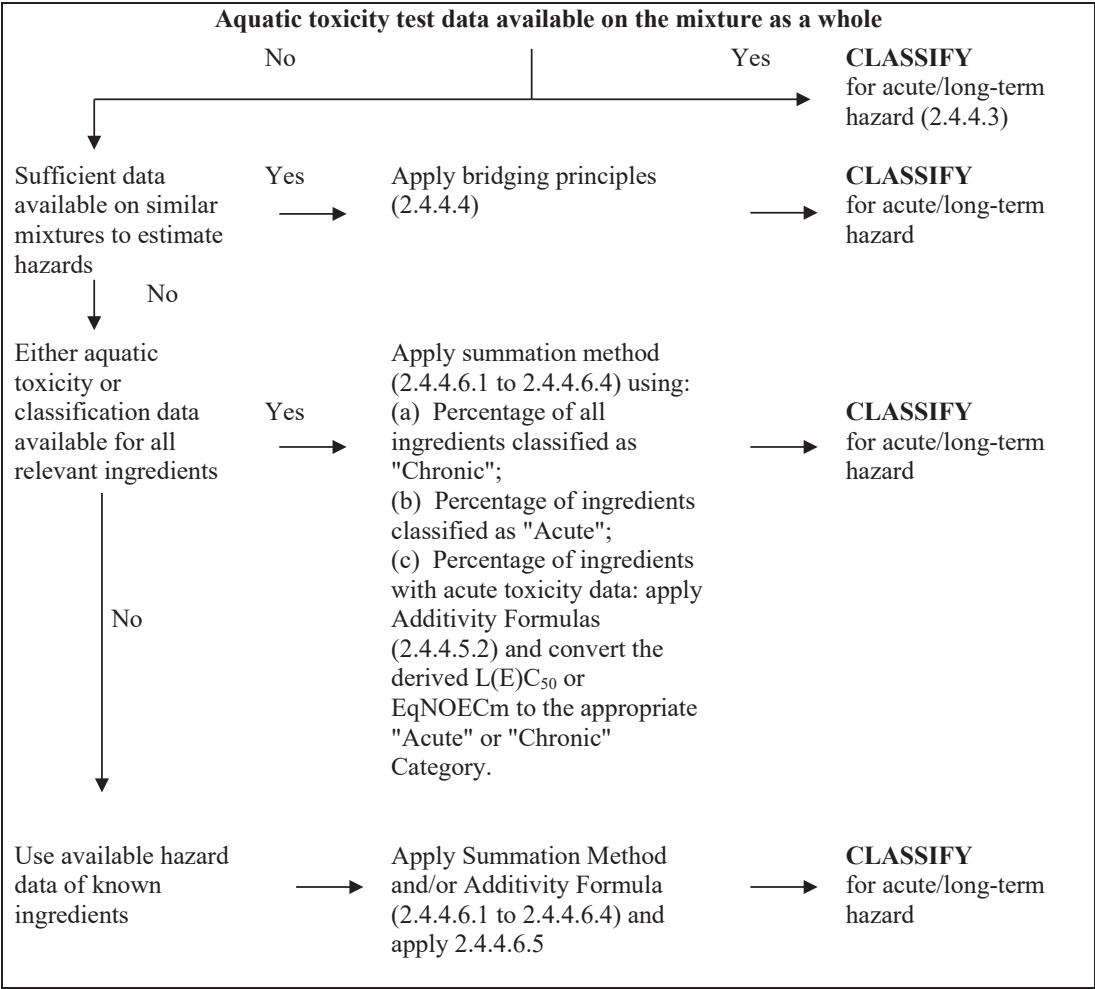 Aquatic toxicity test data available on the mixture as a whole
No
Yes
CLASSIFY
for acute/long-term
hazard (2.4.4.3)
Sufficient data
available on similar
mixtures to estimate
hazards
Yes
Apply bridging principles
(2.4.4.4)
CLASSIFY
for acute/long-term
hazard
No
Either aquatic
toxicity or
classification data
available for all
relevant ingredients
Yes
Apply summation method
(2.4.4.6.1 to 2.4.4.6.4) using:
(a) Percentage of all
ingredients classified as
"Chronic";
(b) Percentage of ingredients
classified as "Acute";
(c) Percentage of ingredients
with acute toxicity data: apply
Additivity Formulas
(2.4.4.5.2) and convert the
derived L(E)C₅₀ or
EqNOECm to the appropriate
"Acute" or "Chronic"
Category.
CLASSIFY
for acute/long-term
hazard
No
Use available hazard
data of known
ingredients
Apply Summation Method
and/or Additivity Formula
(2.4.4.6.1 to 2.4.4.6.4) and
apply 2.4.4.6.5
CLASSIFY
for acute/long-term
hazard